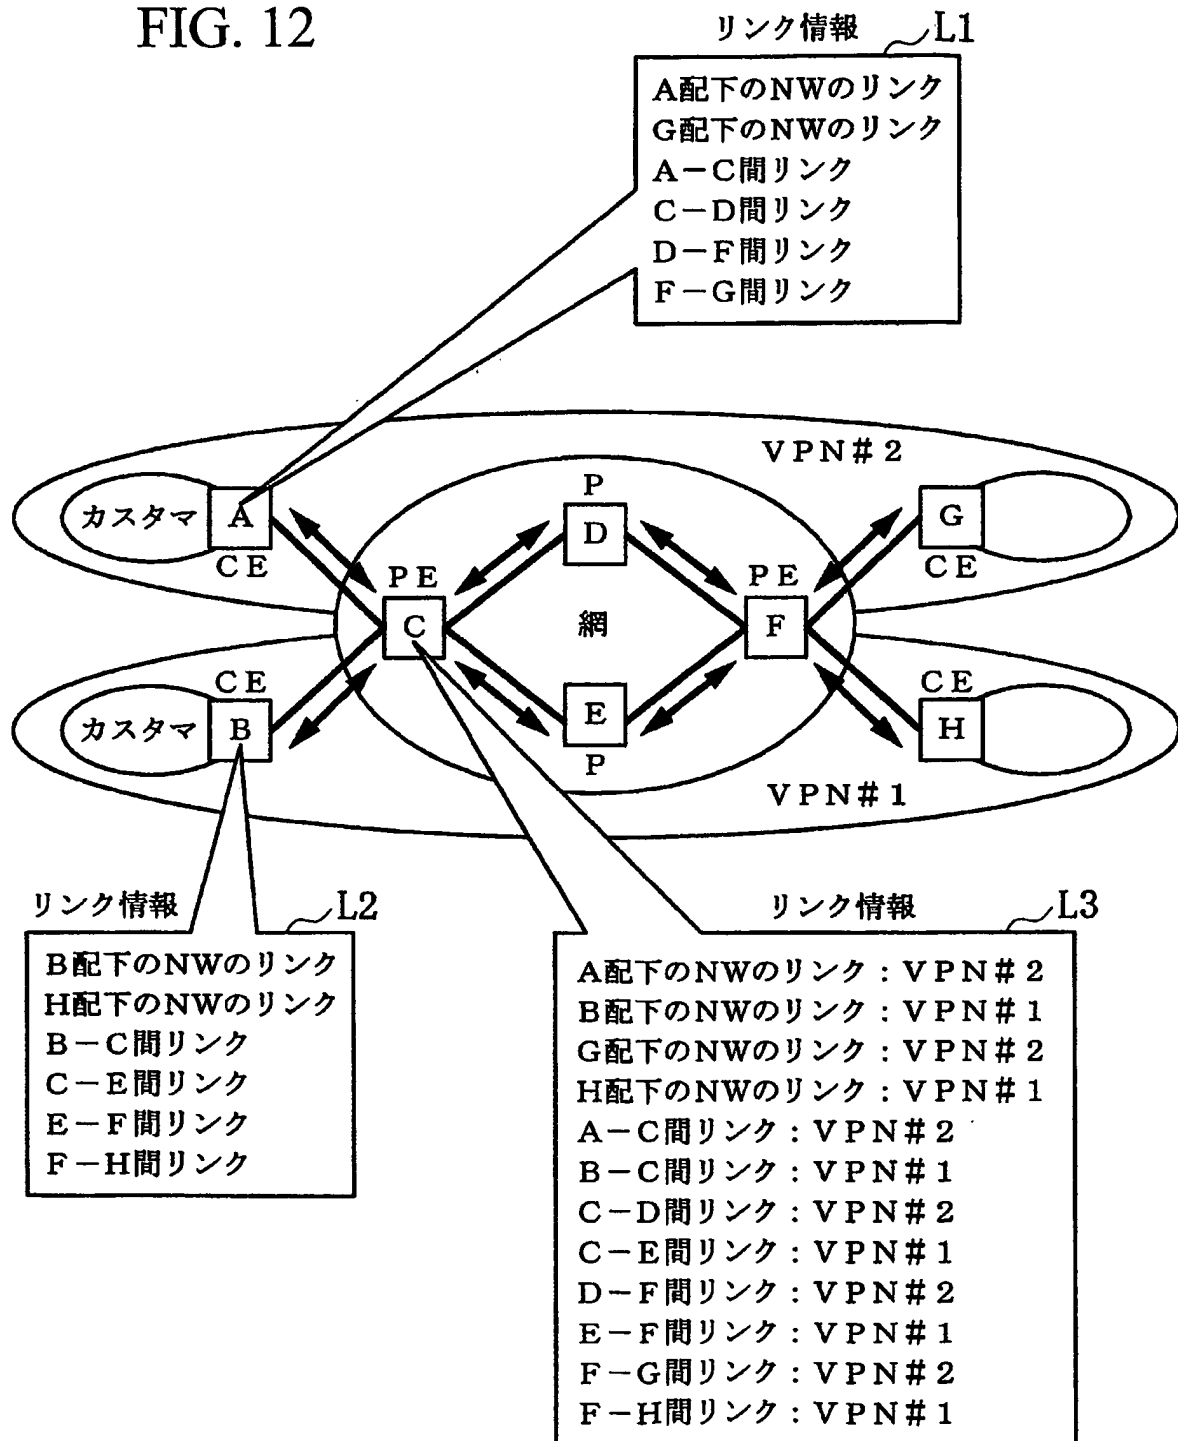 FIG. 12
リンク情報 L1
A配下のNWのリンク
G配下のNWのリンク
A－C間リンク
C－D間リンク
D－F間リンク
F－G間リンク
VPN#2
カスタマ
A
CE
P
D
G
CE
PE
C
網
PE
F
CE
カスタマ
B
E
P
CE
H
VPN#1
リンク情報 L2
B配下のNWのリンク
H配下のNWのリンク
B－C間リンク
C－E間リンク
E－F間リンク
F－H間リンク
リンク情報 L3
A配下のNWのリンク：VPN#2
B配下のNWのリンク：VPN#1
G配下のNWのリンク：VPN#2
H配下のNWのリンク：VPN#1
A－C間リンク：VPN#2
B－C間リンク：VPN#1
C－D間リンク：VPN#2
C－E間リンク：VPN#1
D－F間リンク：VPN#2
E－F間リンク：VPN#1
F－G間リンク：VPN#2
F－H間リンク：VPN#1